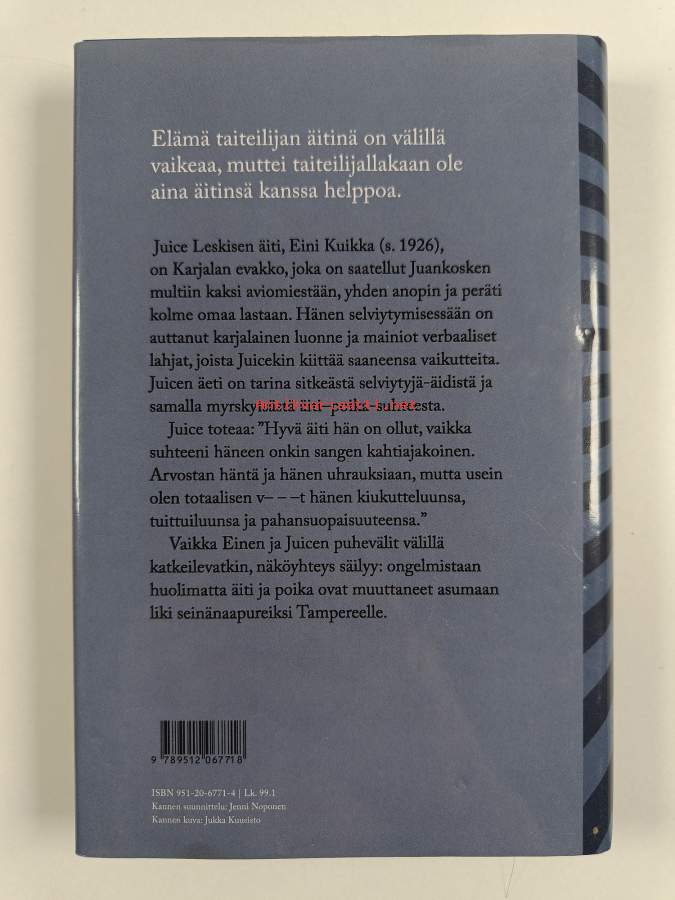 Elämä taiteilijan äitinä on välillä
vaikeaa, muttei taiteilijallakaan ole
aina äitinsä kanssa helppoa.
Juice Leskisen äiti, Eini Kuikka (s. 1926),
on Karjalan evakko, joka on saatellut Juankosken
multiin kaksi aviomiestään, yhden anopin ja peräti
kolme omaa lastaan. Hänen selviytymisessään on
auttanut karjalainen luonne ja mainiot verbaaliset
lahjat, joista Juicekin kiittää saaneensa vaikutteita.
Juicen äeti on tarina sitkeästä selviytyjä-äidistä ja
samalla myrskyisästä äiti–poika-suhteesta.
Juice toteaa: ”Hyvä äiti hän on ollut, vaikka
suhteeni häneen onkin sangen kahtiajakoinen.
Arvostan häntä ja hänen uhrauksiaan, mutta usein
olen totaalisen v– – –t hänen kiukutteluunsa,
tuittuiluunsa ja pahansuopaisuuteensa.”
Vaikka Einen ja Juicen puhevälit välillä
katkeilevatkin, näköyhteys säilyy: ongelmistaan
huolimatta äiti ja poika ovat muuttaneet asumaan
liki seinänaapureiksi Tampereelle.
9 789512 067718
ISBN 951-20-6771-4 | Lk. 99.1
Kannen suunnittelu: Jenni Noponen
Kannen kuva: Jukka Kuusisto